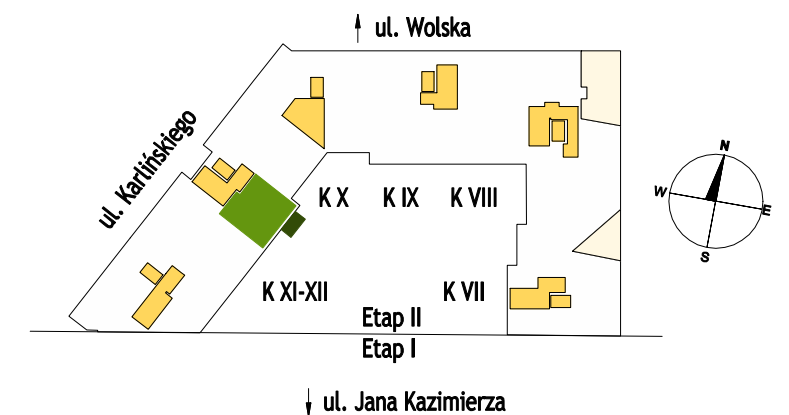 ↑ ul. Wolska
ul. Karlińskiego
K X K IX K VIII
N
W
E
S
K XI-XII K VII
Etap II
Etap I
↓ ul. Jana Kazimierza